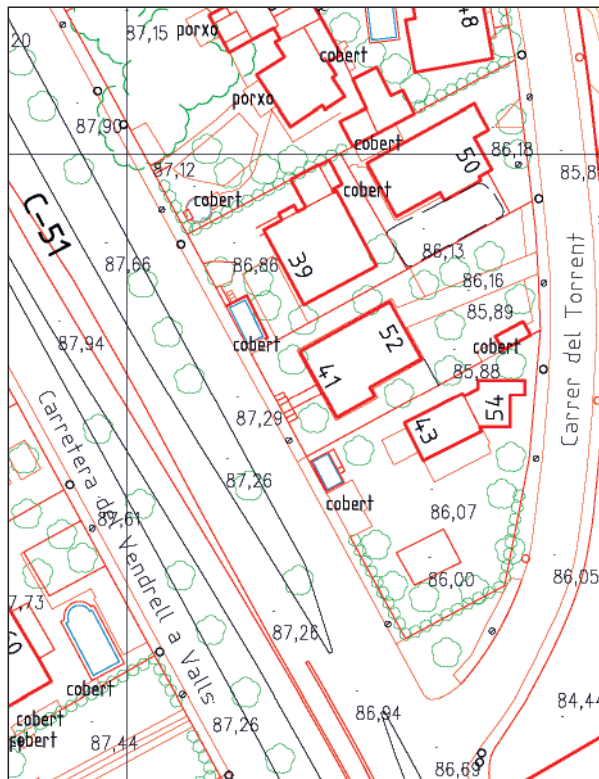 20
87,15
porxo
48
cobert
porxo
87,90
cobert
86,18
50
87,12
85,8
cobert
cobert
C-51
86,13
87,66
86,86
39
86,16
85,89
Carrer del Torrent
87,94
52
cobert
cobert
41
85,88
54
87,29
43
Carretera del Vendrell a Valls
87,26
cobert
87,61
86,07
86,00
86,05
87,73
87,26
60
cobert
86,94
84,44
cobert
87,26
cobert
87,44
86,69